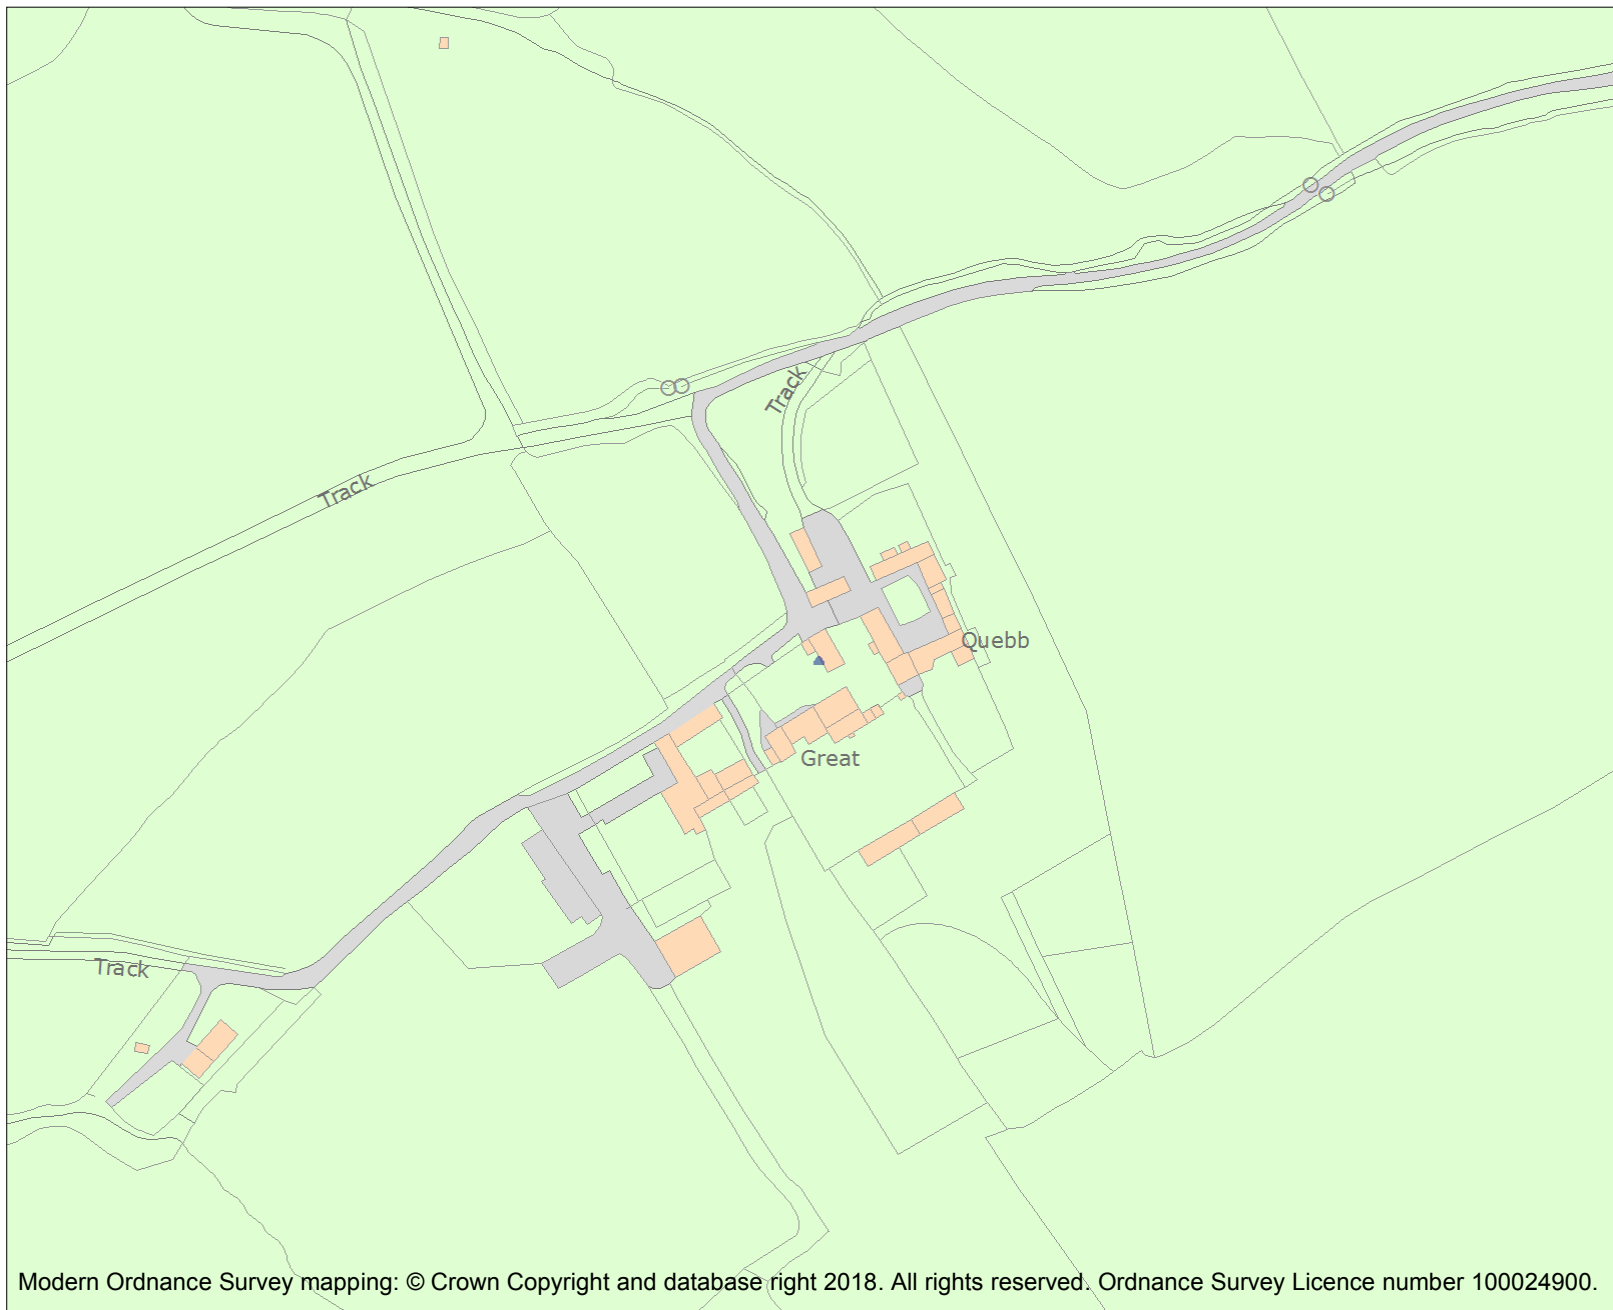 Track
Track
Quebb
Great
Track
Modern Ordnance Survey mapping: © Crown Copyright and database right 2018. All rights reserved. Ordnance Survey Licence number 100024900.